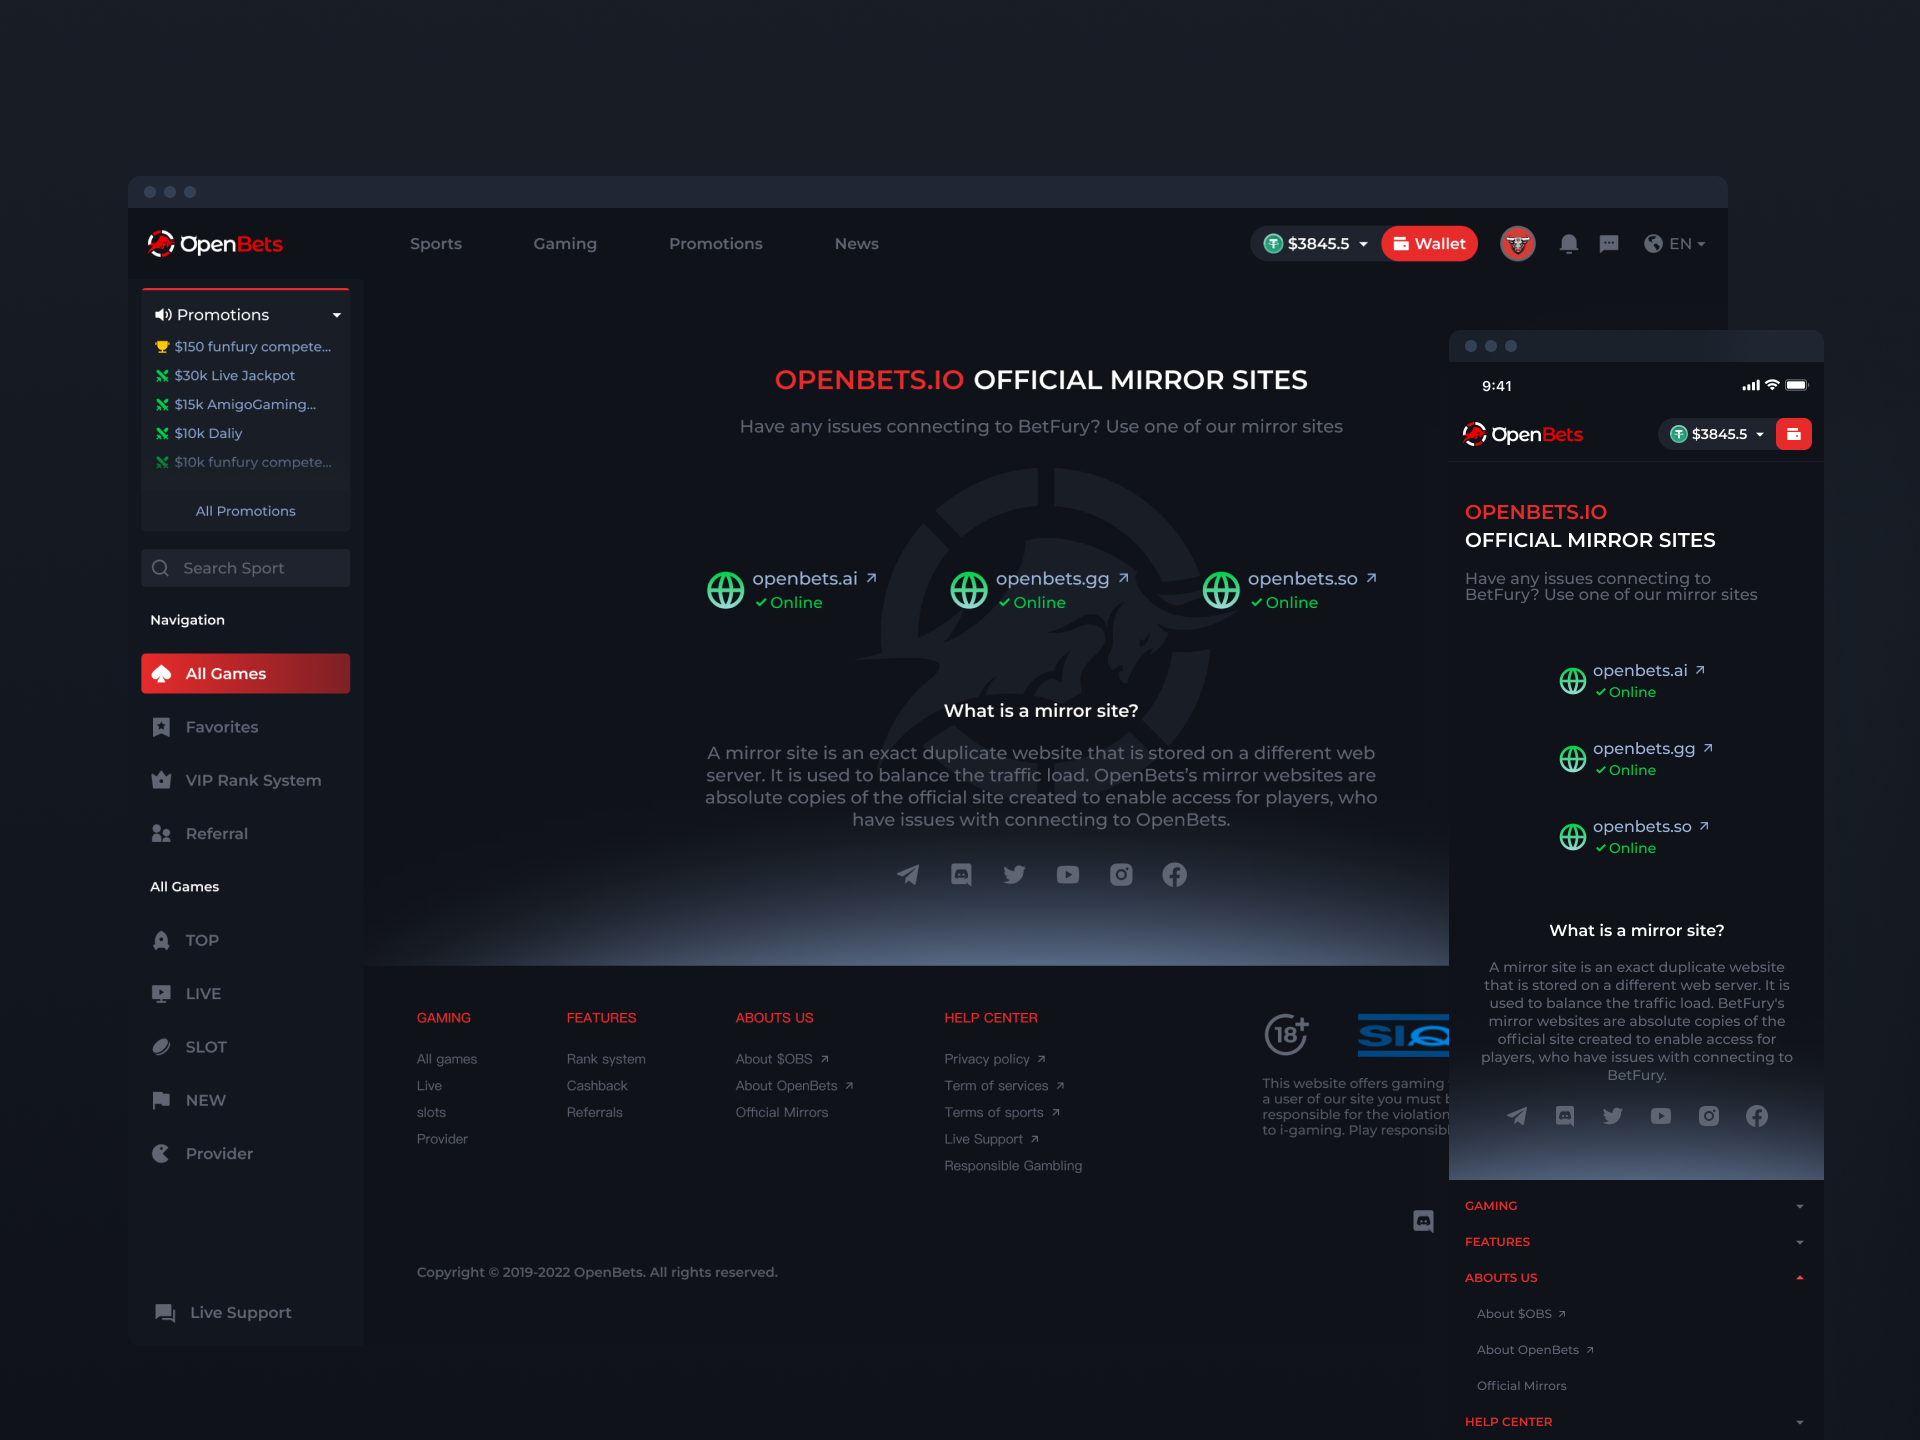 OpenBets
Sports
Gaming
Promotions
News
$3845.5
Wallet
EN
Promotions
$150 funfury compete...
$30k Live Jackpot
$15k AmigoGaming...
$10k Daliy
$10k funfury compete...
All Promotions
Search Sport
Navigation
All Games
Favorites
VIP Rank System
Referral
All Games
TOP
LIVE
SLOT
NEW
Provider
Live Support
OPENBETS.IO OFFICIAL MIRROR SITES
Have any issues connecting to BetFury? Use one of our mirror sites
openbets.ai
Online
openbets.gg
Online
openbets.so
Online
What is a mirror site?
A mirror site is an exact duplicate website that is stored on a different web
server. It is used to balance the traffic load. OpenBets's mirror websites are
absolute copies of the official site created to enable access for players, who
have issues with connecting to OpenBets.
GAMING
All games
Live
slots
Provider
FEATURES
Rank system
Cashback
Referrals
ABOUTS US
About $OBS
About OpenBets
Official Mirrors
HELP CENTER
Privacy policy
Term of services
Terms of sports
Live Support
Responsible Gambling
18+
SIQ
This website offers gaming
a user of our site you must b
responsible for the violation
to i-gaming. Play responsibl
Copyright © 2019-2022 OpenBets. All rights reserved.
9:41
OpenBets
$3845.5
OPENBETS.IO
OFFICIAL MIRROR SITES
Have any issues connecting to
BetFury? Use one of our mirror sites
openbets.ai
Online
openbets.gg
Online
openbets.so
Online
What is a mirror site?
A mirror site is an exact duplicate website
that is stored on a different web server. It is
used to balance the traffic load. BetFury's
mirror websites are absolute copies of the
official site created to enable access for
players, who have issues with connecting to
BetFury.
GAMING
FEATURES
ABOUTS US
About $OBS
About OpenBets
Official Mirrors
HELP CENTER